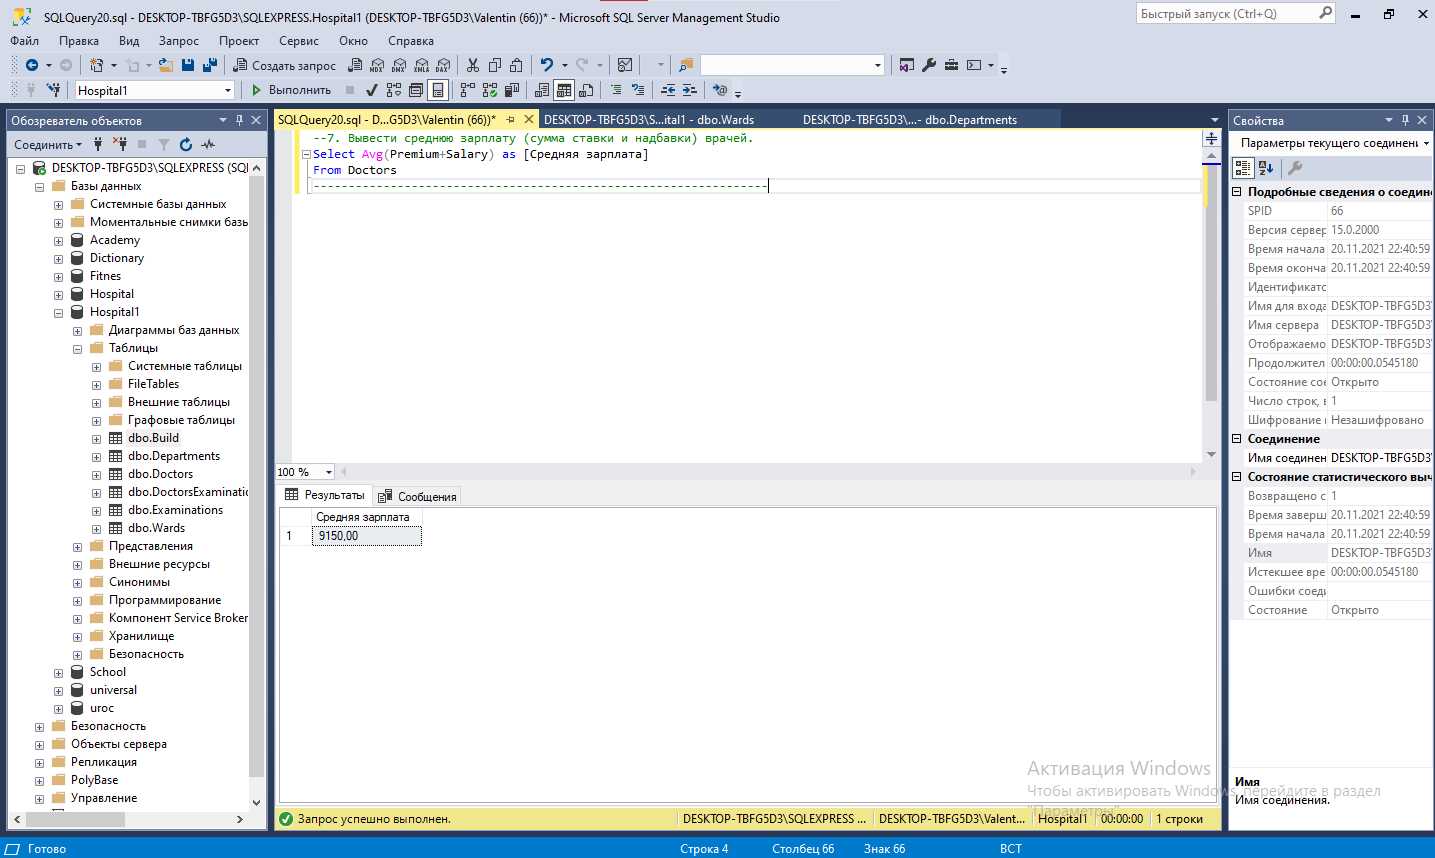 SQLQuery20.sql - DESKTOP-TBFG5D3\SQLEXPRESS.Hospital1 (DESKTOP-TBFG5D3\Valentin (66))* - Microsoft SQL Server Management Studio
Быстрый запуск (Ctrl+Q)
Файл Правка Вид Запрос Проект Сервис Окно Справка
Создать запрос
MDX DMX XMLA DAX
Hospital1
Выполнить
Обозреватель объектов
Соединить
DESKTOP-TBFG5D3\SQLEXPRESS (SQL
Базы данных
Системные базы данных
Моментальные снимки базы
Academy
Dictionary
Fitnes
Hospital
Hospital1
Диаграммы баз данных
Таблицы
Системные таблицы
FileTables
Внешние таблицы
Графовые таблицы
dbo.Build
dbo.Departments
dbo.Doctors
dbo.DoctorsExaminatic
dbo.Examinations
dbo.Wards
Представления
Внешние ресурсы
Синонимы
Программирование
Компонент Service Broker
Хранилище
Безопасность
School
universal
uroc
Безопасность
Объекты сервера
Репликация
PolyBase
Управление
SQLQuery20.sql - D...G5D3\Valentin (66))*
DESKTOP-TBFG5D3\S...ital1 - dbo.Wards
DESKTOP-TBFG5D3\...- dbo.Departments
--7. Вывести среднюю зарплату (сумма ставки и надбавки) врачей.
Select Avg(Premium+Salary) as [Средняя зарплата]
From Doctors
-----------------------------------------------------------------
100 %
Результаты Сообщения
Средняя зарплата
1 9150,00
Запрос успешно выполнен.
DESKTOP-TBFG5D3\SQLEXPRESS ... DESKTOP-TBFG5D3\Valent... Hospital1 00:00:00 1 строки
Свойства
Параметры текущего соединени
Подробные сведения о соедин
SPID 66
Версия сервер 15.0.2000
Время начала 20.11.2021 22:40:59
Время оконча 20.11.2021 22:40:59
Идентификатс
Имя для входа DESKTOP-TBFG5D3\
Имя сервера DESKTOP-TBFG5D3\
Отображаемо DESKTOP-TBFG5D3\
Продолжител 00:00:00.0545180
Состояние сое Открыто
Число строк, в 1
Шифрование Незашифровано
Соединение
Имя соединен DESKTOP-TBFG5D3\
Состояние статистического выч
Возвращено с 1
Время заверш 20.11.2021 22:40:59
Время начала 20.11.2021 22:40:59
Имя DESKTOP-TBFG5D3\
Истекшее вре 00:00:00.0545180
Ошибки соеди
Состояние Открыто
Имя
Имя соединения.
Активация Windows
Чтобы активировать Windows, перейдите в раздел
"Параметры".
Готово
Строка 4 Столбец 66 Знак 66 ВСТ